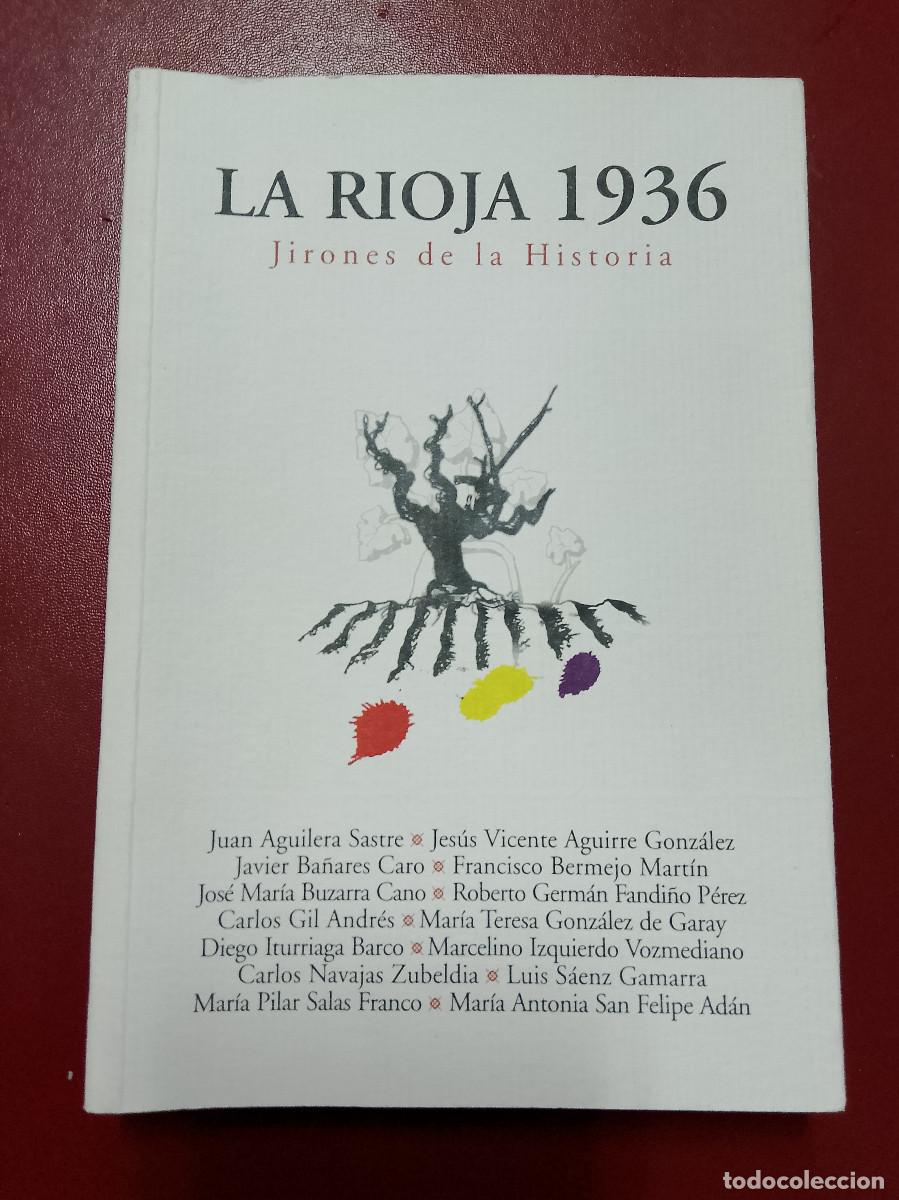 LA RIOJA 1936
Jirones de la Historia
Juan Aguilera Sastre ※ Jesús Vicente Aguirre González
Javier Bañares Caro ※ Francisco Bermejo Martín
José María Buzarra Cano ※ Roberto Germán Fandiño Pérez
Carlos Gil Andrés ※ María Teresa González de Garay
Diego Iturriaga Barco ※ Marcelino Izquierdo Vozmediano
Carlos Navajas Zubeldia ※ Luis Sáenz Gamarra
María Pilar Salas Franco ※ María Antonia San Felipe Adán
todocoleccion